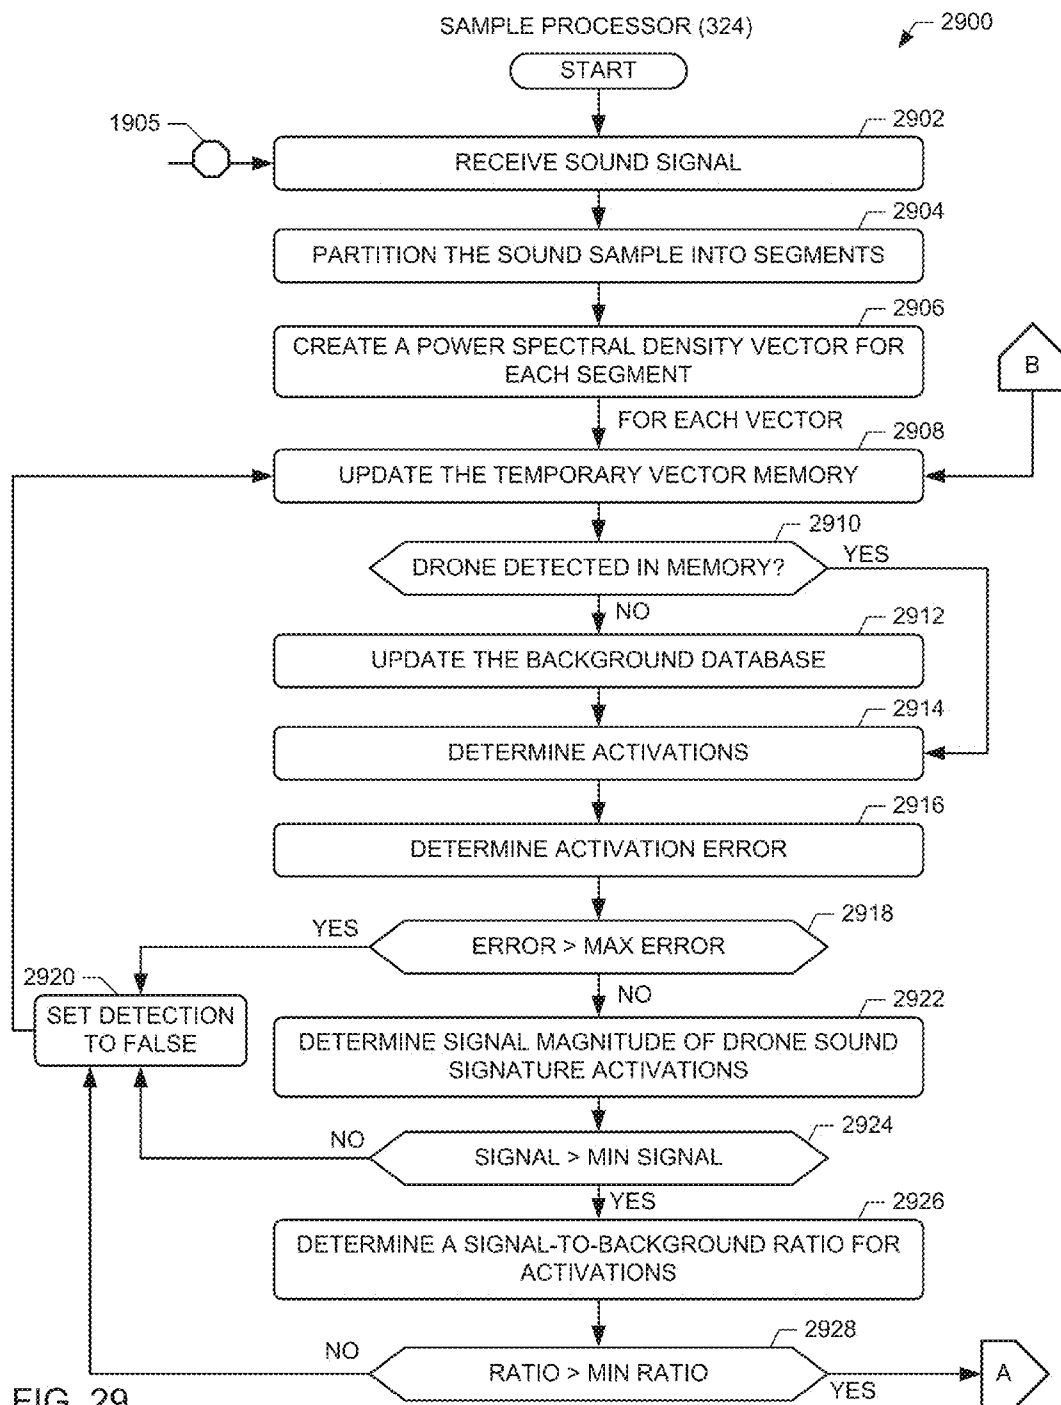 SAMPLE PROCESSOR (324)
2900
START
1905
2902
RECEIVE SOUND SIGNAL
2904
PARTITION THE SOUND SAMPLE INTO SEGMENTS
2906
CREATE A POWER SPECTRAL DENSITY VECTOR FOR
EACH SEGMENT
B
FOR EACH VECTOR
2908
UPDATE THE TEMPORARY VECTOR MEMORY
2910
DRONE DETECTED IN MEMORY?
YES
NO
2912
UPDATE THE BACKGROUND DATABASE
2914
DETERMINE ACTIVATIONS
2916
DETERMINE ACTIVATION ERROR
2918
YES
ERROR > MAX ERROR
NO
2920
SET DETECTION
TO FALSE
2922
DETERMINE SIGNAL MAGNITUDE OF DRONE SOUND
SIGNATURE ACTIVATIONS
2924
NO
SIGNAL > MIN SIGNAL
YES
2926
DETERMINE A SIGNAL-TO-BACKGROUND RATIO FOR
ACTIVATIONS
2928
NO
RATIO > MIN RATIO
YES
A
FIG. 29